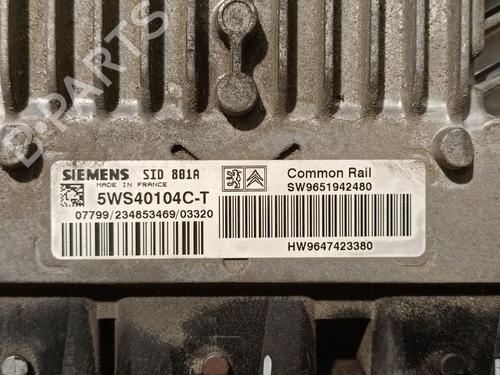 SIEMENS SID 801A
MADE IN FRANCE
5WS40104C-T
07799/234853469/03320
Common Rail
SW9651942480
HW9647423380